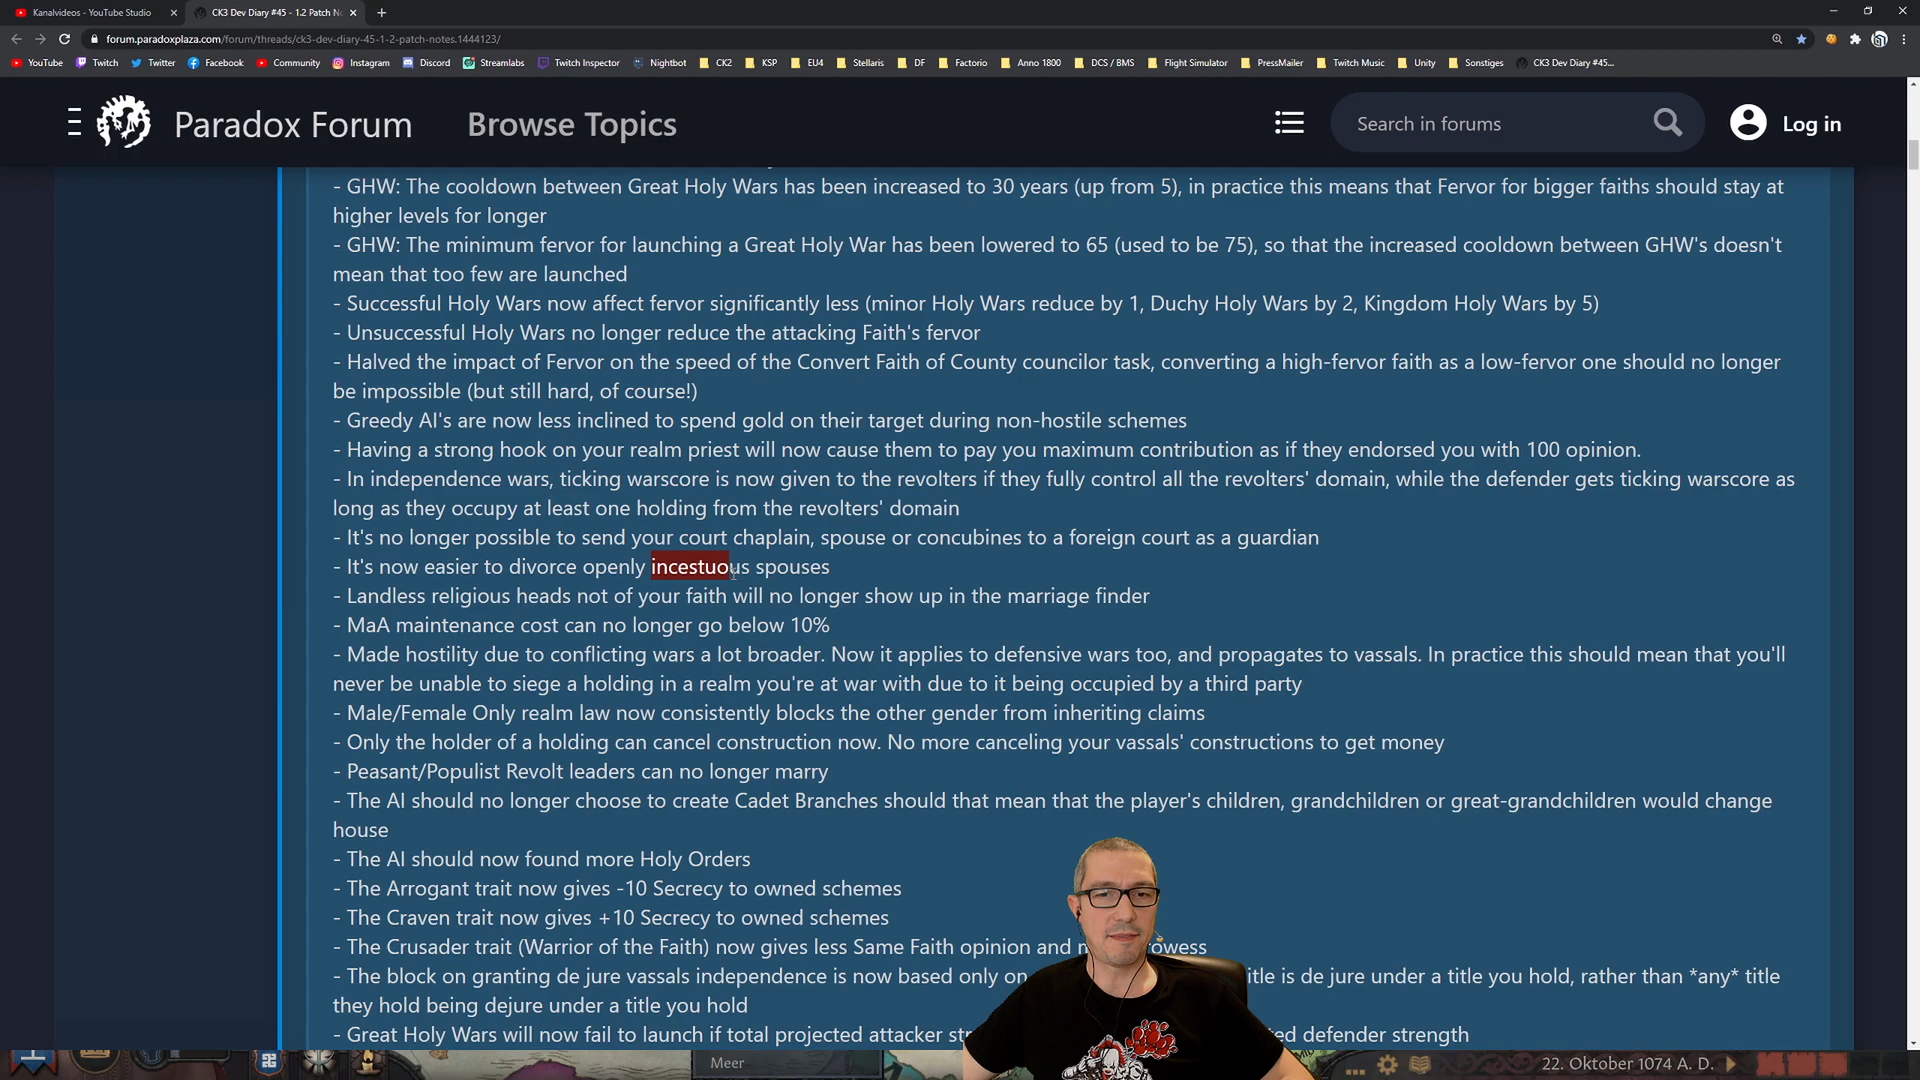 Kanalvideos - YouTube Studio
CK3 Dev Diary #45 - 1.2 Patch N
forum.paradoxplaza.com/forum/threads/ck3-dev-diary-45-1-2-patch-notes.1444123/
YouTube Twitch Twitter Facebook Community Instagram Discord Streamlabs Twitch Inspector Nightbot CK2 KSP EU4 Stellaris DF Factorio Anno 1800 DCS / BMS Flight Simulator PressMailer Twitch Music Unity Sonstiges CK3 Dev Diary #45...
Paradox Forum Browse Topics Search in forums Log in
- GHW: The cooldown between Great Holy Wars has been increased to 30 years (up from 5), in practice this means that Fervor for bigger faiths should stay at
higher levels for longer
- GHW: The minimum fervor for launching a Great Holy War has been lowered to 65 (used to be 75), so that the increased cooldown between GHW's doesn't
mean that too few are launched
- Successful Holy Wars now affect fervor significantly less (minor Holy Wars reduce by 1, Duchy Holy Wars by 2, Kingdom Holy Wars by 5)
- Unsuccessful Holy Wars no longer reduce the attacking Faith's fervor
- Halved the impact of Fervor on the speed of the Convert Faith of County councilor task, converting a high-fervor faith as a low-fervor one should no longer
be impossible (but still hard, of course!)
- Greedy AI's are now less inclined to spend gold on their target during non-hostile schemes
- Having a strong hook on your realm priest will now cause them to pay you maximum contribution as if they endorsed you with 100 opinion.
- In independence wars, ticking warscore is now given to the revolters if they fully control all the revolters' domain, while the defender gets ticking warscore as
long as they occupy at least one holding from the revolters' domain
- It's no longer possible to send your court chaplain, spouse or concubines to a foreign court as a guardian
- It's now easier to divorce openly incestuous spouses
- Landless religious heads not of your faith will no longer show up in the marriage finder
- MaA maintenance cost can no longer go below 10%
- Made hostility due to conflicting wars a lot broader. Now it applies to defensive wars too, and propagates to vassals. In practice this should mean that you'll
never be unable to siege a holding in a realm you're at war with due to it being occupied by a third party
- Male/Female Only realm law now consistently blocks the other gender from inheriting claims
- Only the holder of a holding can cancel construction now. No more canceling your vassals' constructions to get money
- Peasant/Populist Revolt leaders can no longer marry
- The AI should no longer choose to create Cadet Branches should that mean that the player's children, grandchildren or great-grandchildren would change
house
- The AI should now found more Holy Orders
- The Arrogant trait now gives -10 Secrecy to owned schemes
- The Craven trait now gives +10 Secrecy to owned schemes
- The Crusader trait (Warrior of the Faith) now gives less Same Faith opinion and
- The block on granting de jure vassals independence is now based only on title is de jure under a title you hold, rather than *any* title
they hold being dejure under a title you hold
- Great Holy Wars will now fail to launch if total projected attacker defender strength
Meer 22. Oktober 1074 A. D.